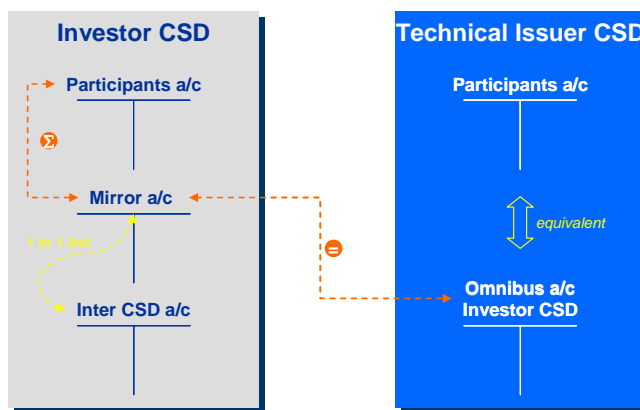 Investor CSD
Participants a/c
Σ
Mirror a/c
1 to 1 link
Inter CSD a/c
=
Technical Issuer CSD
Participants a/c
equivalent
Omnibus a/c
Investor CSD